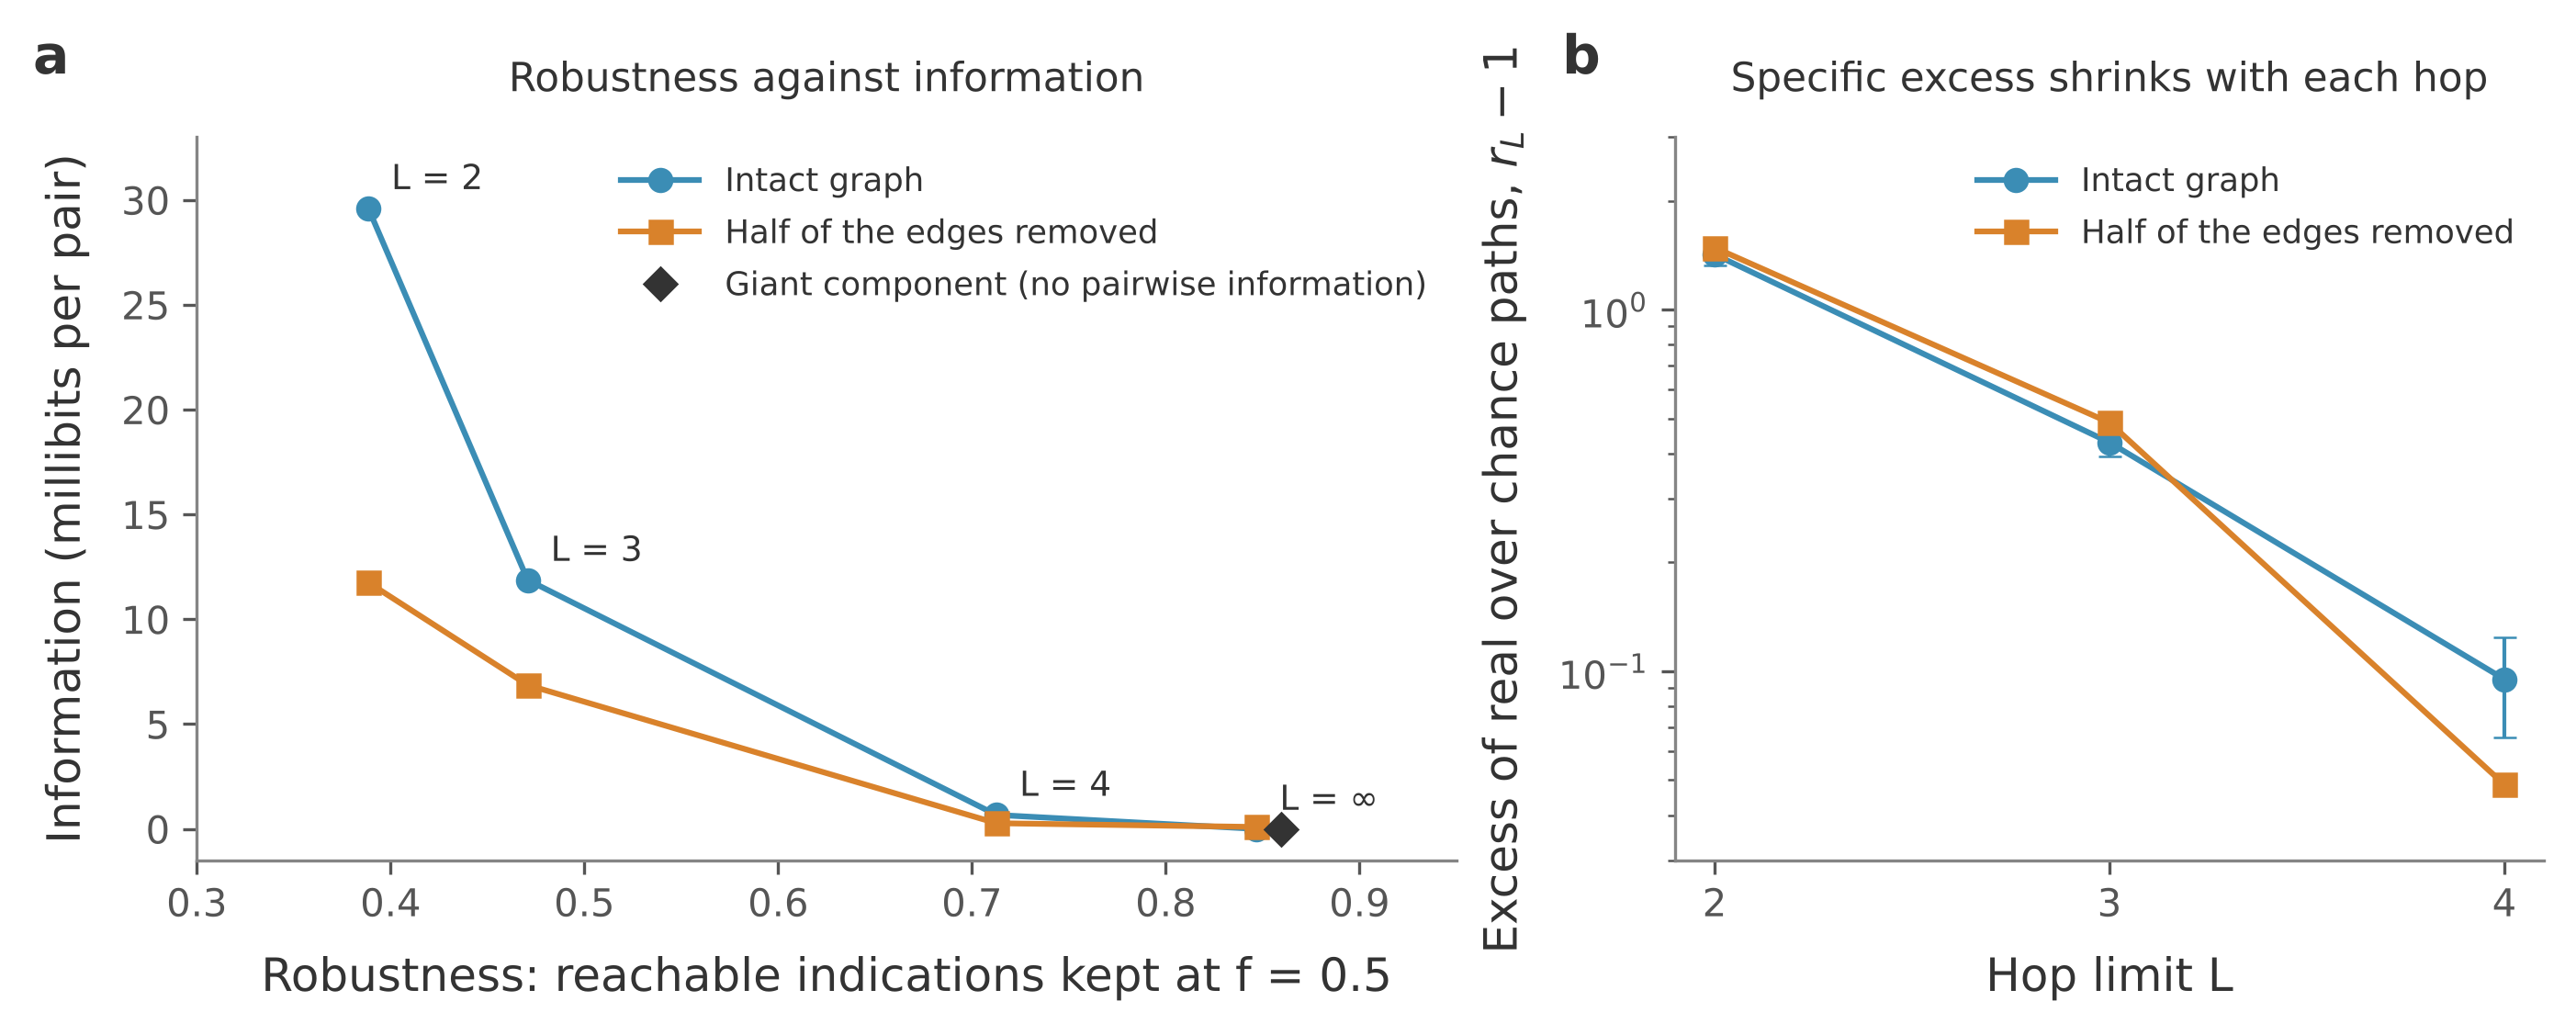 a
Robustness against information
Information (millibits per pair)
30
25
20
15
10
5
0
L = 2
L = 3
L = 4
L = ∞
Intact graph
Half of the edges removed
Giant component (no pairwise information)
0.3 0.4 0.5 0.6 0.7 0.8 0.9
Robustness: reachable indications kept at f = 0.5
b
Specific excess shrinks with each hop
Excess of real over chance paths, r_L − 1
10⁰
10⁻¹
Intact graph
Half of the edges removed
2 3 4
Hop limit L